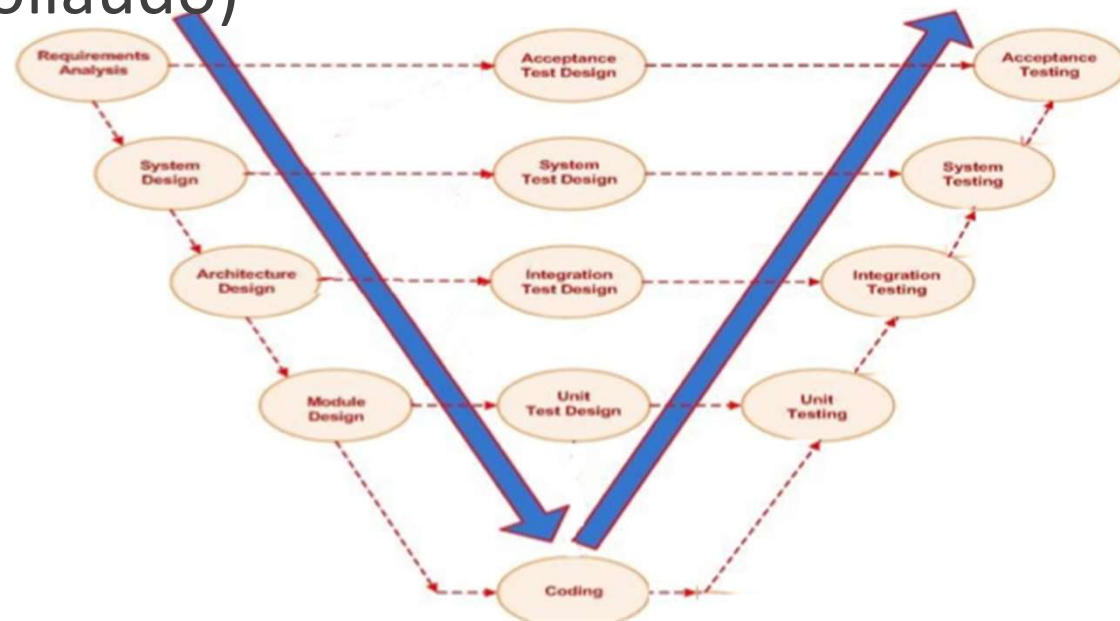 Requirements
Analysis
Acceptance
Test Design
Acceptance
Testing
System
Design
System
Test Design
System
Testing
Architecture
Design
Integration
Test Design
Integration
Testing
Module
Design
Unit
Test Design
Unit
Testing
Coding